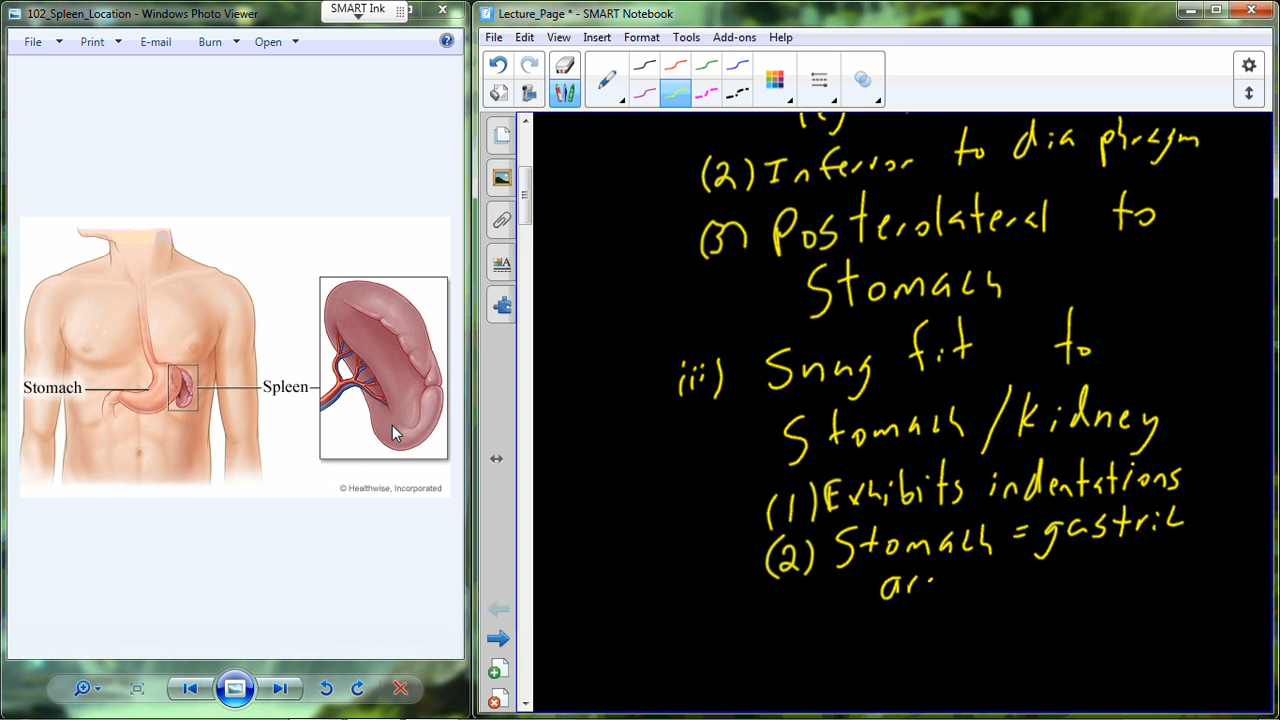 102_Spleen_Location - Windows Photo Viewer
SMART Ink
File Print E-mail Burn Open
Stomach
Spleen
© Healthwise, Incorporated
Lecture_Page * - SMART Notebook
File Edit View Insert Format Tools Add-ons Help
(2) Inferior to diaphragm
(3) Posterolateral to
Stomach
iii) Snug fit to
Stomach/kidney
(1) Exhibits indentations
(2) Stomach = gastric
ar